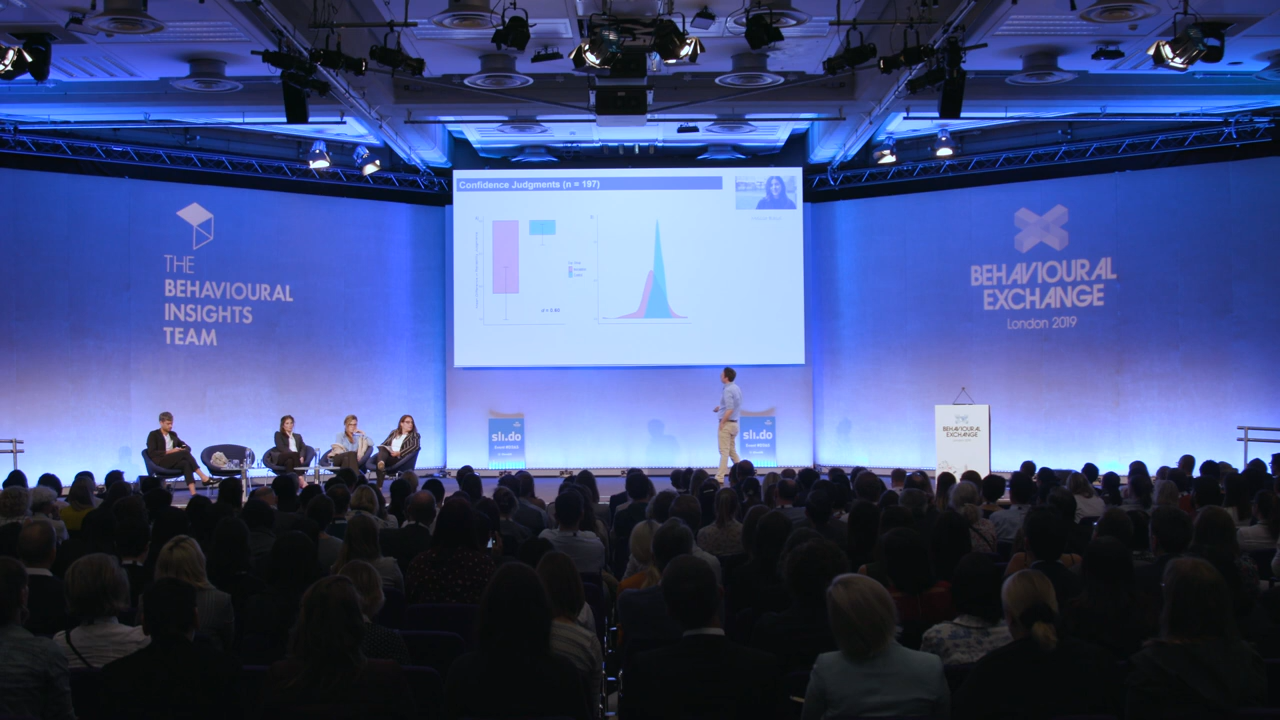 Confidence Judgments (n = 197)
THE
BEHAVIOURAL
INSIGHTS
TEAM
BEHAVIOURAL
EXCHANGE
London 2019
sli.do
sli.do
BEHAVIOURAL
EXCHANGE